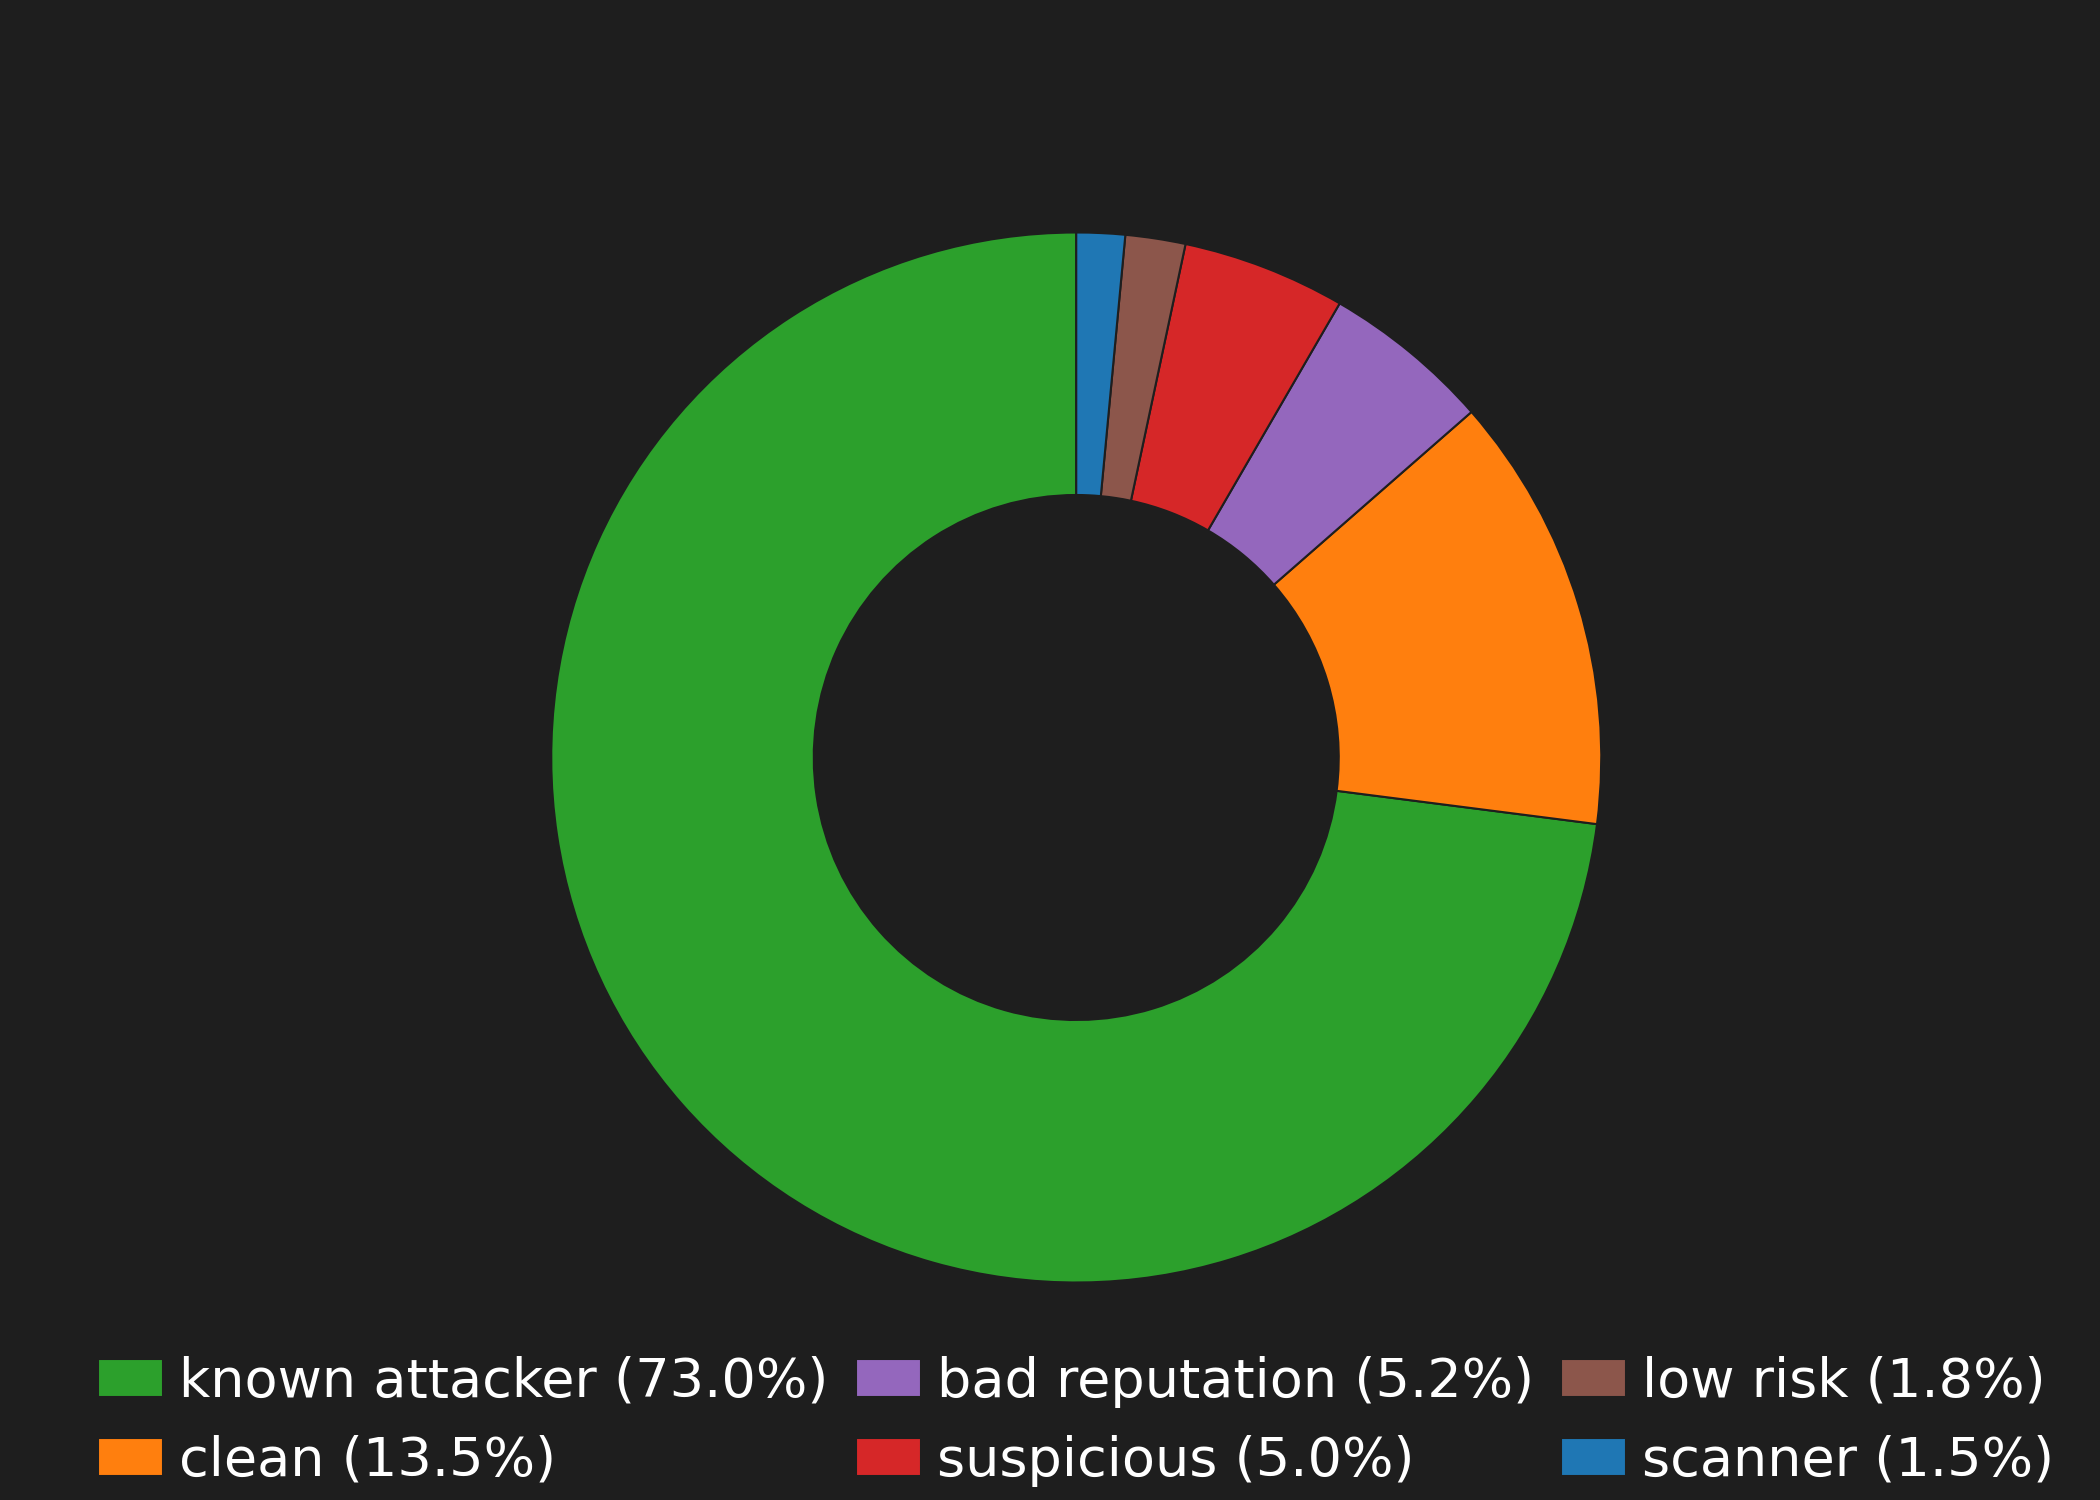 known attacker (73.0%)
clean (13.5%)
bad reputation (5.2%)
suspicious (5.0%)
low risk (1.8%)
scanner (1.5%)